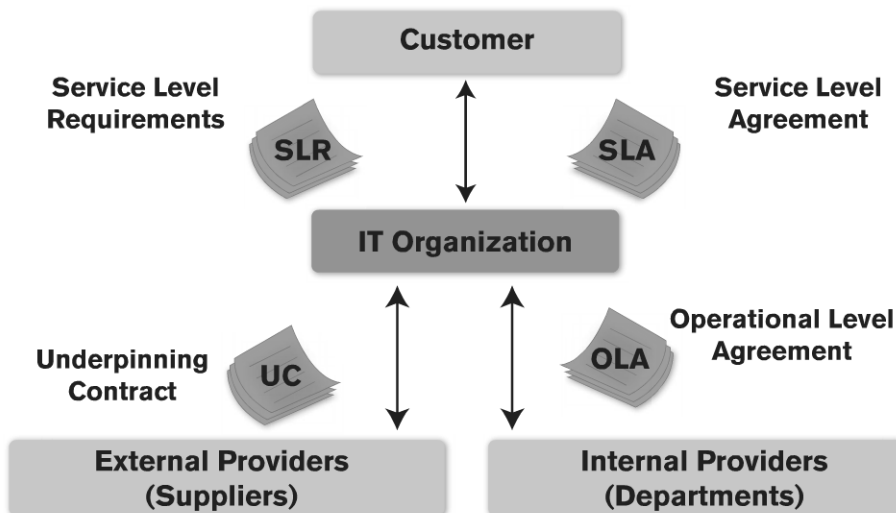 Customer
Service Level
Requirements
SLR
SLA
Service Level
Agreement
IT Organization
Underpinning
Contract
UC
OLA
Operational Level
Agreement
External Providers
(Suppliers)
Internal Providers
(Departments)